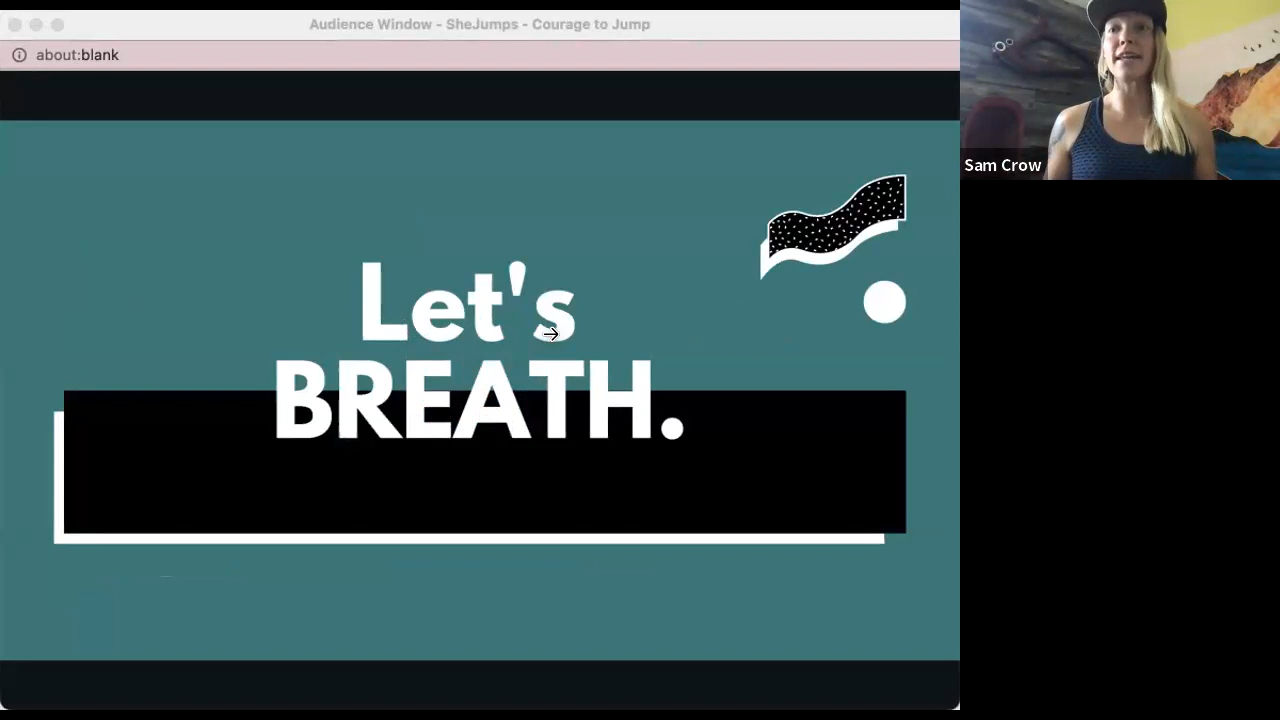 Audience Window - SheJumps - Courage to Jump
about:blank
Let's
BREATH.
Sam Crow